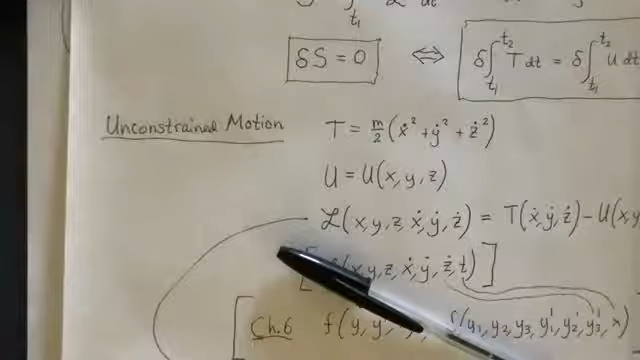 t₁
δS = 0 ⇔ δ∫_{t₁}^{t₂} T dt = δ∫_{t₁}^{t₂} U dt
Unconstrained Motion T = m/2 (ẋ² + ẏ² + ż²)
U = U(x, y, z)
ℒ(x, y, z, ẋ, ẏ, ż) = T(ẋ, ẏ, ż) − U(x, y
x, y, z, ẋ, ẏ, ż, t)]
[Ch. 6 f(y, y′ (y₁, y₂, y₃, y₁′, y₂′, y₃′, x)